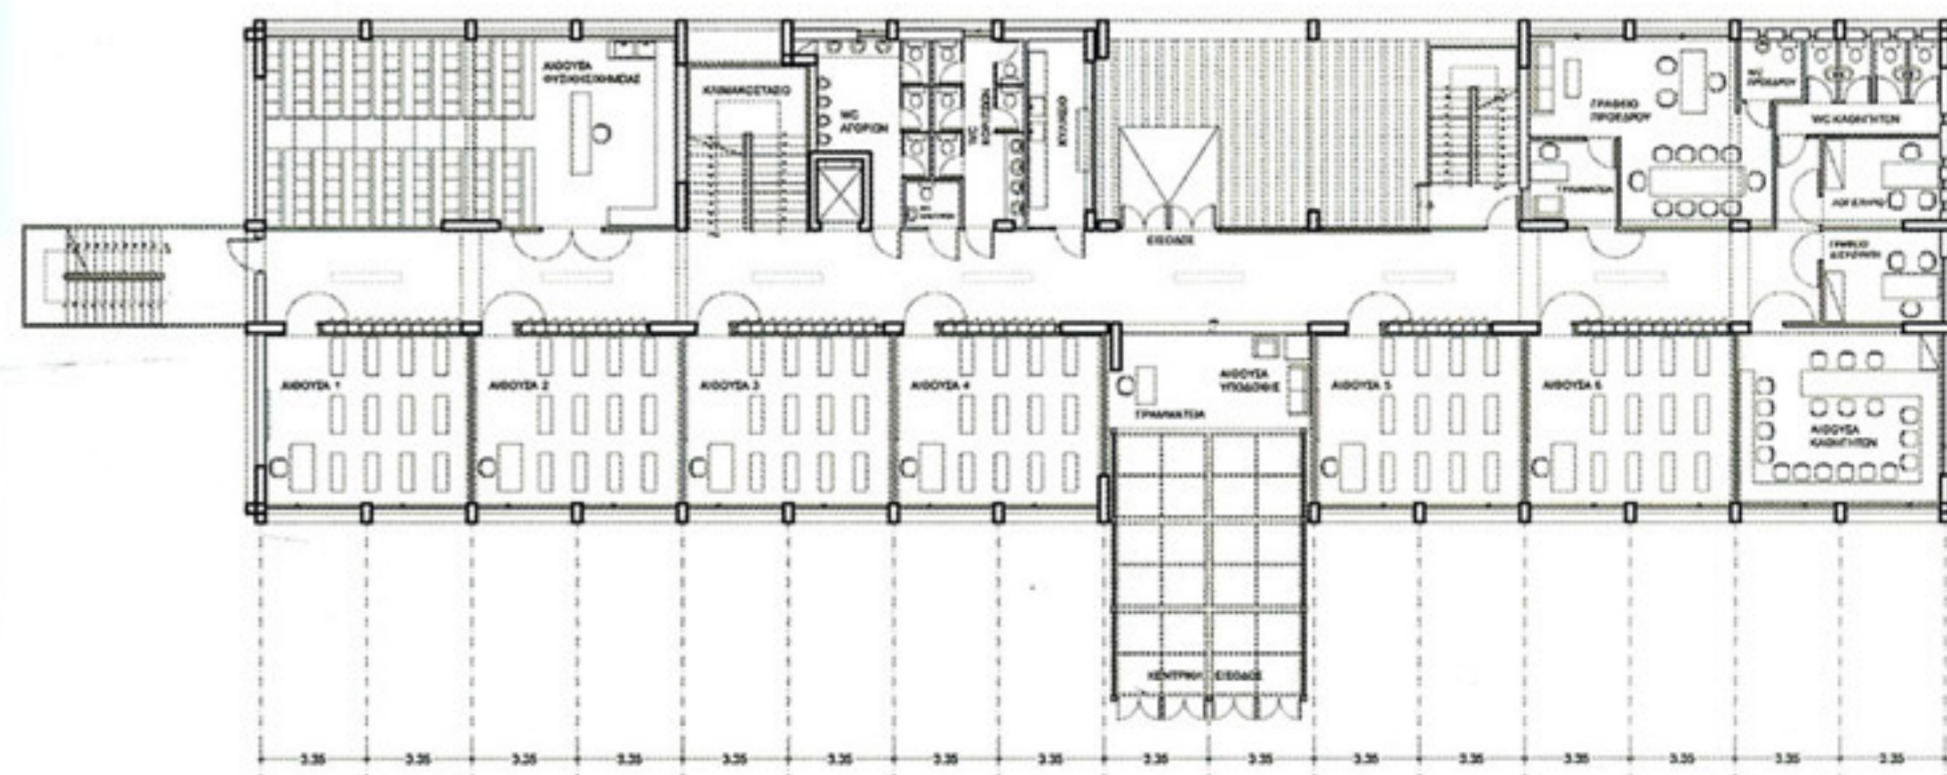 ΑΙΘΟΥΣΑ
ΦΥΣΙΚΗΣ/ΧΗΜΕΙΑΣ
ΚΛΙΜΑΚΟΣΤΑΣΙΟ
WC
ΑΓΟΡΙΩΝ
WC
ΚΟΡΙΤΣΙΩΝ
ΚΥΛΙΚΕΙΟ
ΓΡΑΦΕΙΟ
ΠΡΟΕΔΡΟΥ
WC
ΠΡΟΕΔΡΟΥ
WC ΚΑΘΗΓΗΤΩΝ
ΓΡΑΜΜΑΤΕΙΑ
ΛΟΓΙΣΤΗΡΙΟ
ΕΙΣΟΔΟΣ
ΓΡΑΦΕΙΟ
ΔΙΕΥΘΥΝΤΗ
ΑΙΘΟΥΣΑ 1
ΑΙΘΟΥΣΑ 2
ΑΙΘΟΥΣΑ 3
ΑΙΘΟΥΣΑ 4
ΑΙΘΟΥΣΑ
ΥΠΟΔΟΧΗΣ
ΓΡΑΜΜΑΤΕΙΑ
ΑΙΘΟΥΣΑ 5
ΑΙΘΟΥΣΑ 6
ΑΙΘΟΥΣΑ
ΚΑΘΗΓΗΤΩΝ
ΚΕΝΤΡΙΚΗ ΕΙΣΟΔΟΣ
3.35 3.35 3.35 3.35 3.35 3.35 3.35 3.35 3.35 3.35 3.35 3.35 3.35 3.35 3.35 3.35